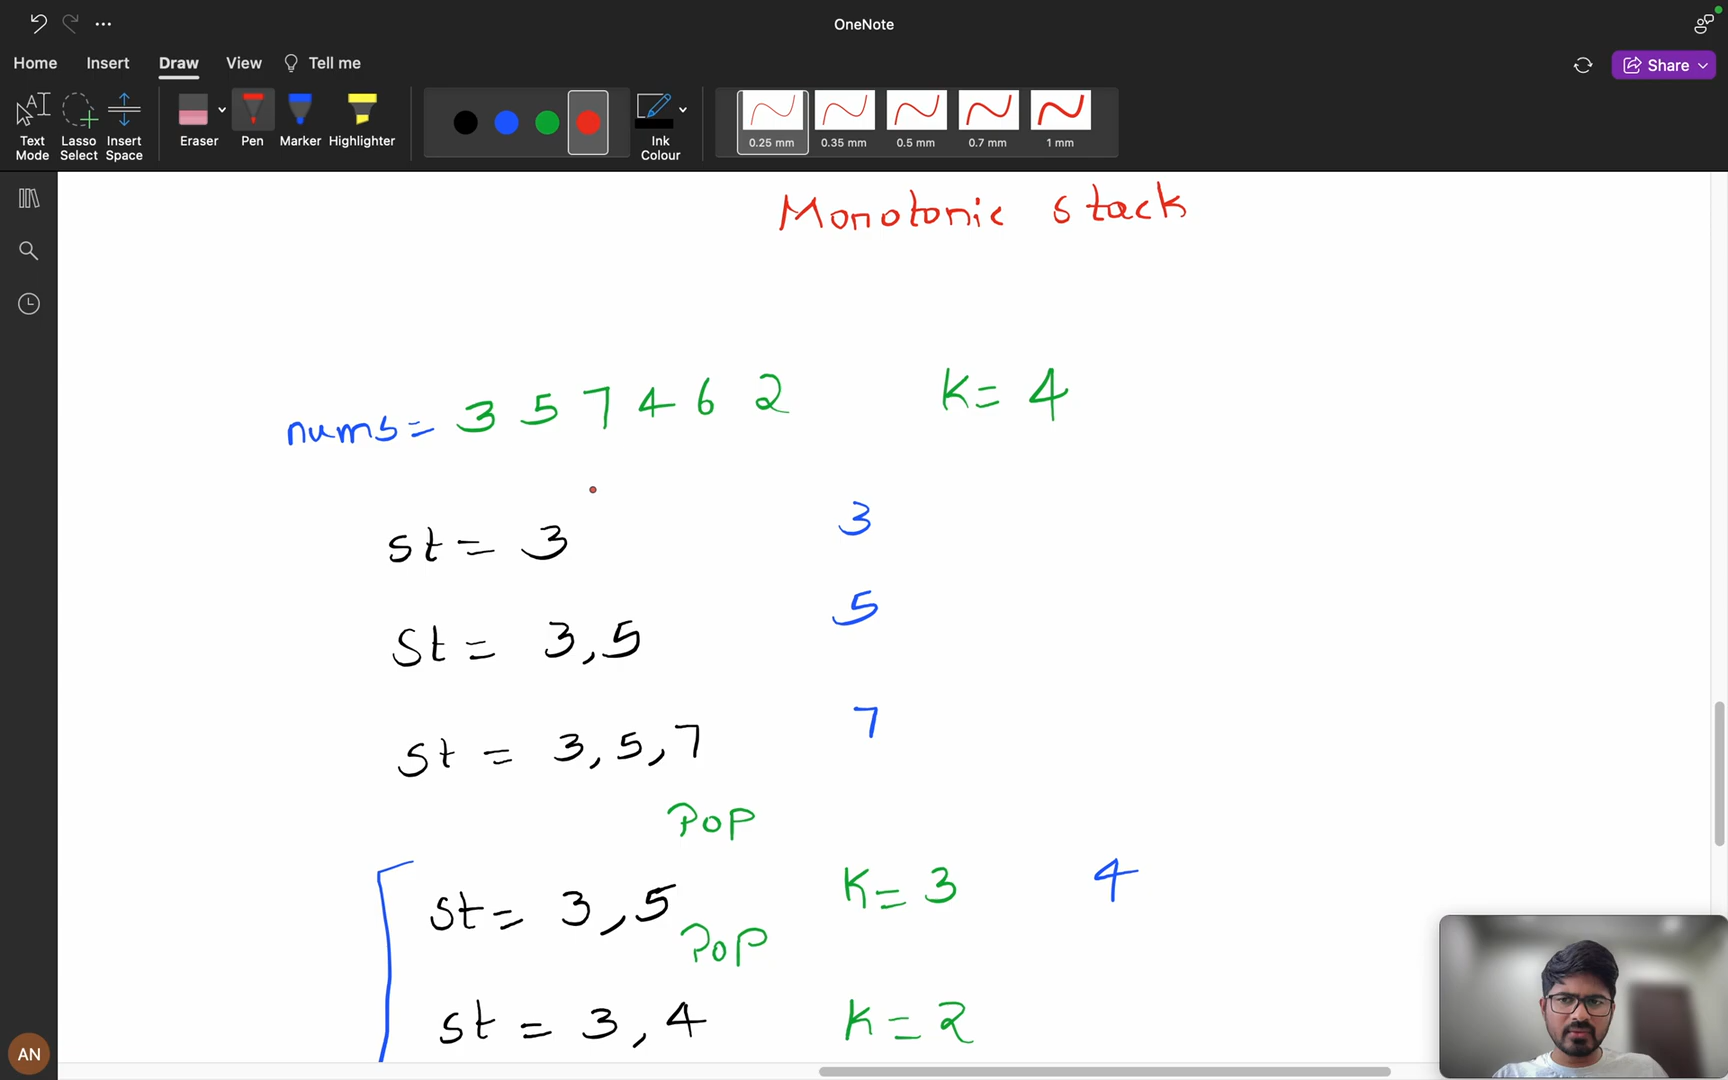 OneNote
Home Insert Draw View Tell me
Share
Text Mode
Lasso Select
Insert Space
Eraser
Pen
Marker
Highlighter
Ink Colour
0.25 mm
0.35 mm
0.5 mm
0.7 mm
1 mm
Monotonic stack
nums = 3 5 7 4 6 2 K = 4
st = 3 3
st = 3,5 5
st = 3,5,7 7
Pop
st = 3,5 K = 3 4
Pop
st = 3,4 K = 2
AN